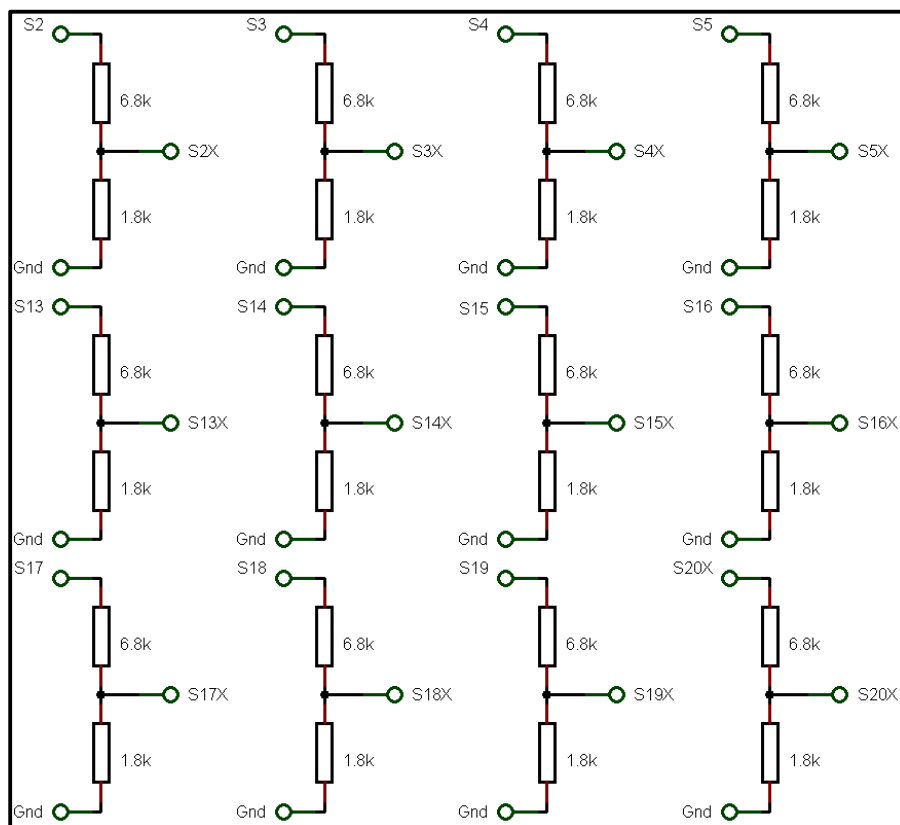 S2 S3 S4 S5
6.8k 6.8k 6.8k 6.8k
S2X S3X S4X S5X
1.8k 1.8k 1.8k 1.8k
Gnd Gnd Gnd Gnd
S13 S14 S15 S16
6.8k 6.8k 6.8k 6.8k
S13X S14X S15X S16X
1.8k 1.8k 1.8k 1.8k
Gnd Gnd Gnd Gnd
S17 S18 S19 S20X
6.8k 6.8k 6.8k 6.8k
S17X S18X S19X S20X
1.8k 1.8k 1.8k 1.8k
Gnd Gnd Gnd Gnd